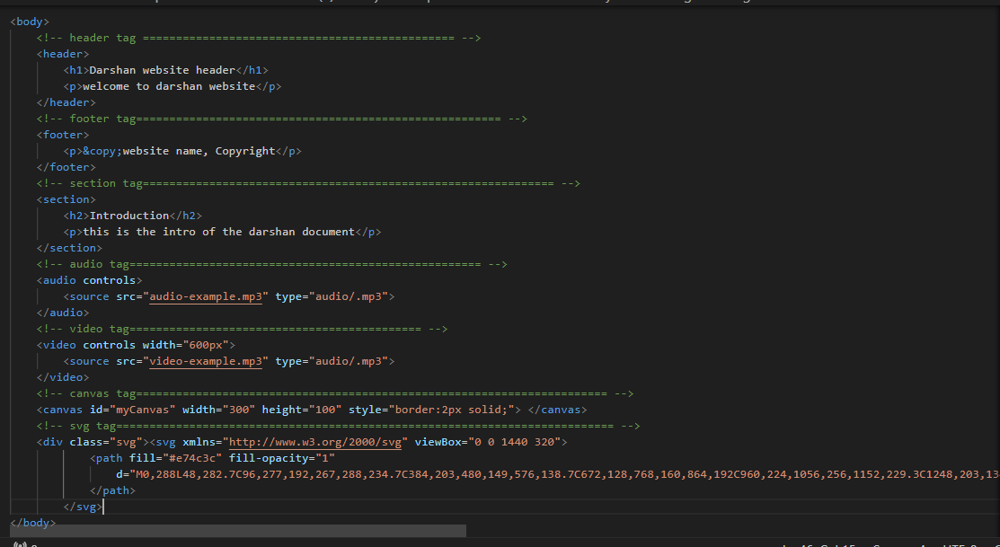 <body>
<!-- header tag =============================================== -->
<header>
<h1>Darshan website header</h1>
<p>welcome to darshan website</p>
</header>
<!-- footer tag======================================================= -->
<footer>
<p>&copy;website name, Copyright</p>
</footer>
<!-- section tag============================================================== -->
<section>
<h2>Introduction</h2>
<p>this is the intro of the darshan document</p>
</section>
<!-- audio tag===================================================== -->
<audio controls>
<source src="audio-example.mp3" type="audio/.mp3">
</audio>
<!-- video tag============================================ -->
<video controls width="600px">
<source src="video-example.mp3" type="audio/.mp3">
</video>
<!-- canvas tag======================================================================= -->
<canvas id="myCanvas" width="300" height="100" style="border:2px solid;"> </canvas>
<!-- svg tag=========================================================================== -->
<div class="svg"><svg xmlns="http://www.w3.org/2000/svg" viewBox="0 0 1440 320">
<path fill="#e74c3c" fill-opacity="1"
d="M0,288L48,282.7C96,277,192,267,288,234.7C384,203,480,149,576,138.7C672,128,768,160,864,192C960,224,1056,256,1152,229.3C1248,203,13
</path>
</svg>
</body>